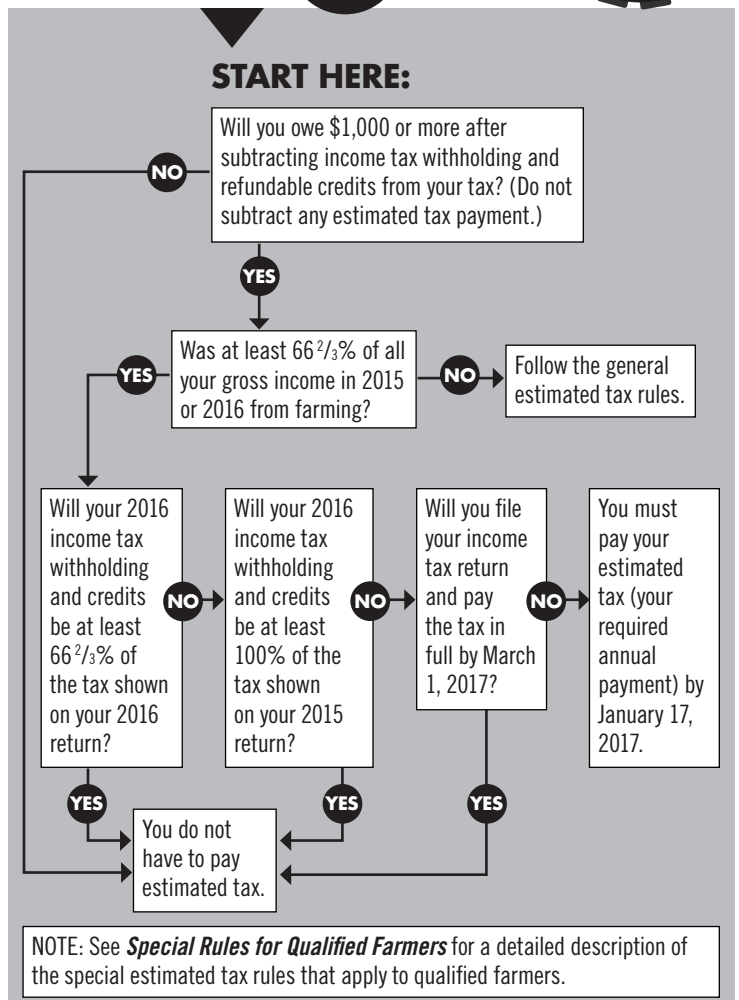 START HERE:
Will you owe $1,000 or more after
subtracting income tax withholding and
refundable credits from your tax? (Do not
subtract any estimated tax payment.)
NO
YES
Was at least 66 2/3% of all
your gross income in 2015
or 2016 from farming?
YES
NO
Follow the general
estimated tax rules.
Will your 2016
income tax
withholding
and credits
be at least
66 2/3% of
the tax shown
on your 2016
return?
NO
Will your 2016
income tax
withholding
and credits
be at least
100% of the
tax shown
on your 2015
return?
NO
Will you file
your income
tax return
and pay
the tax in
full by March
1, 2017?
NO
You must
pay your
estimated
tax (your
required
annual
payment) by
January 17,
2017.
YES
YES
YES
You do not
have to pay
estimated tax.
NOTE: See Special Rules for Qualified Farmers for a detailed description of
the special estimated tax rules that apply to qualified farmers.